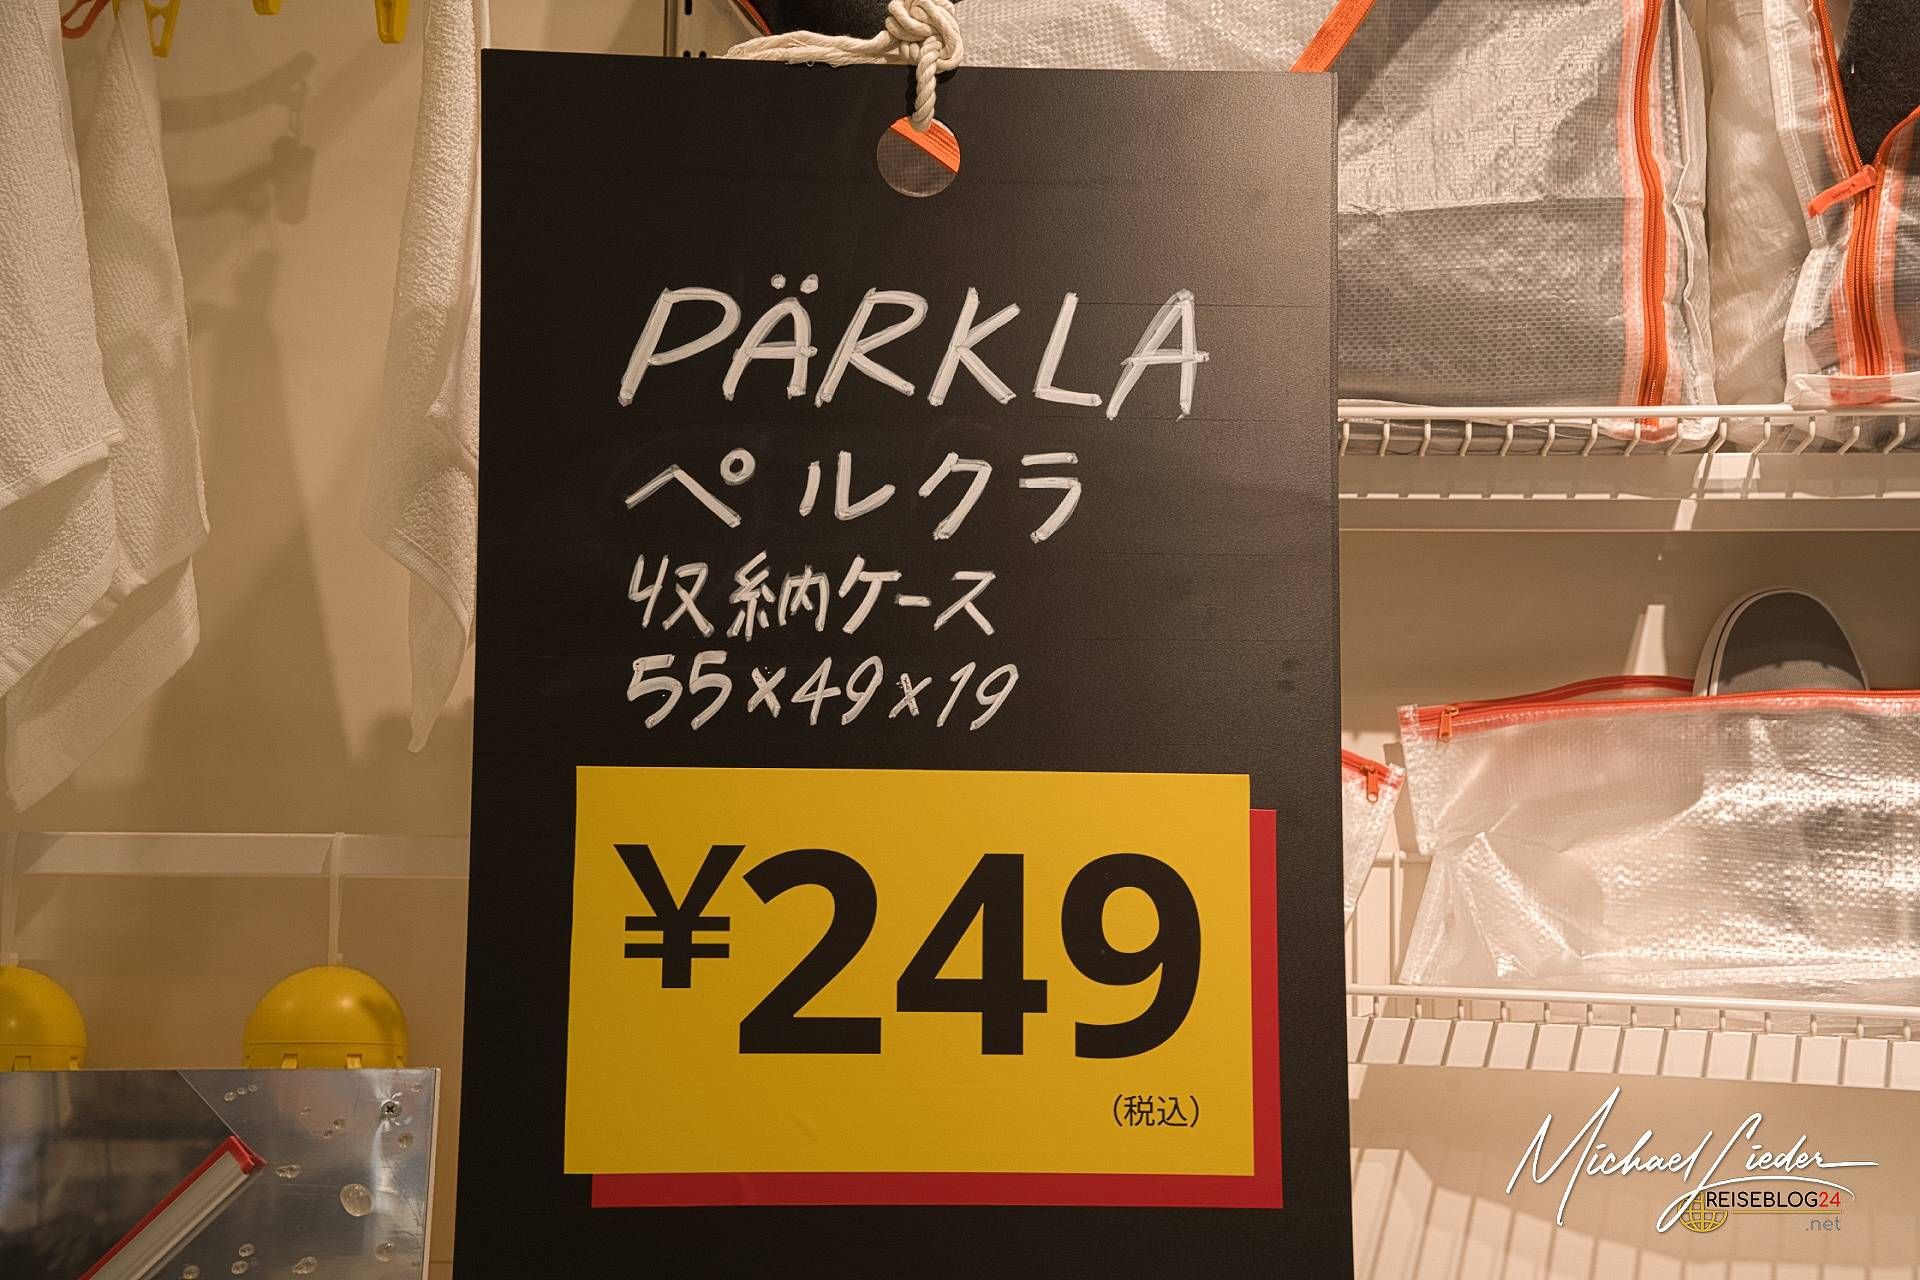 PÄRKLA
ペルクラ
収納ケース
55×49×19
¥249
(税込)
Michael Lieder
REISEBLOG24
.net